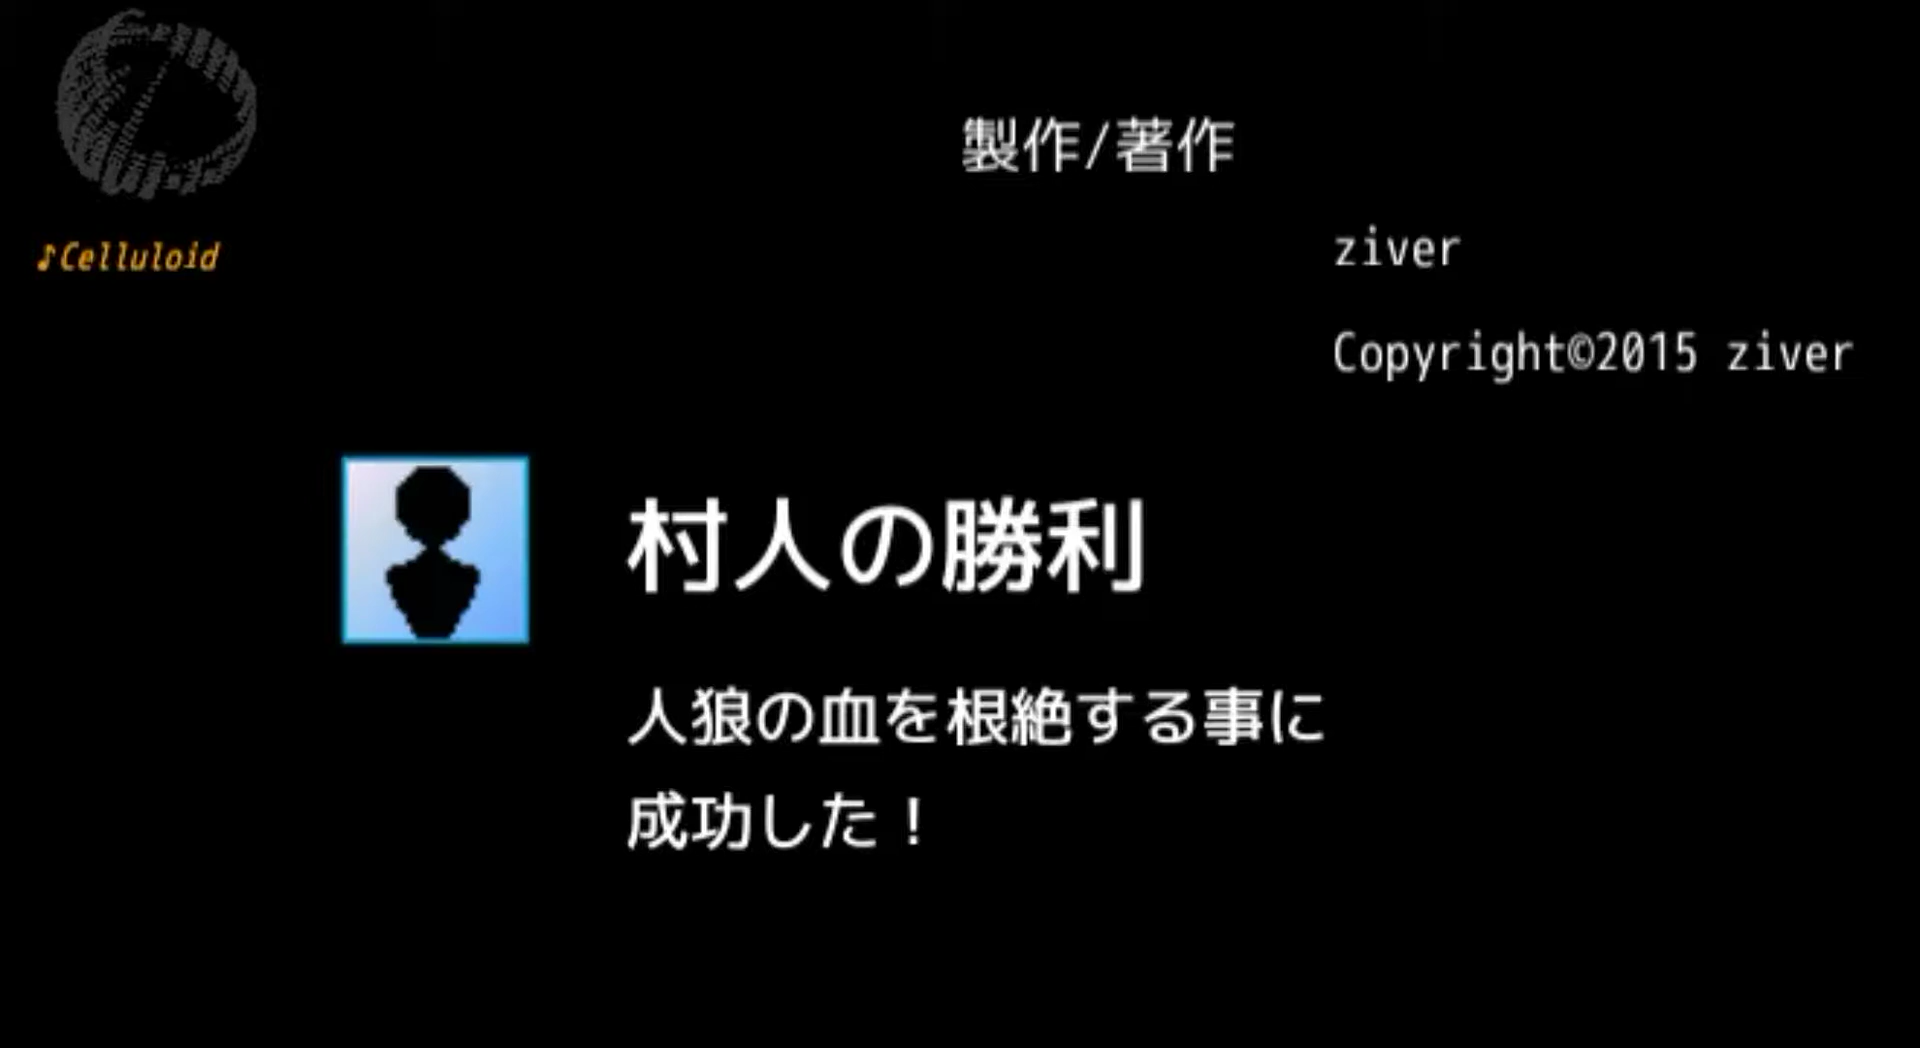 製作/著作
ziver
♪Celluloid
Copyright©2015 ziver
村人の勝利
人狼の血を根絶する事に
成功した！